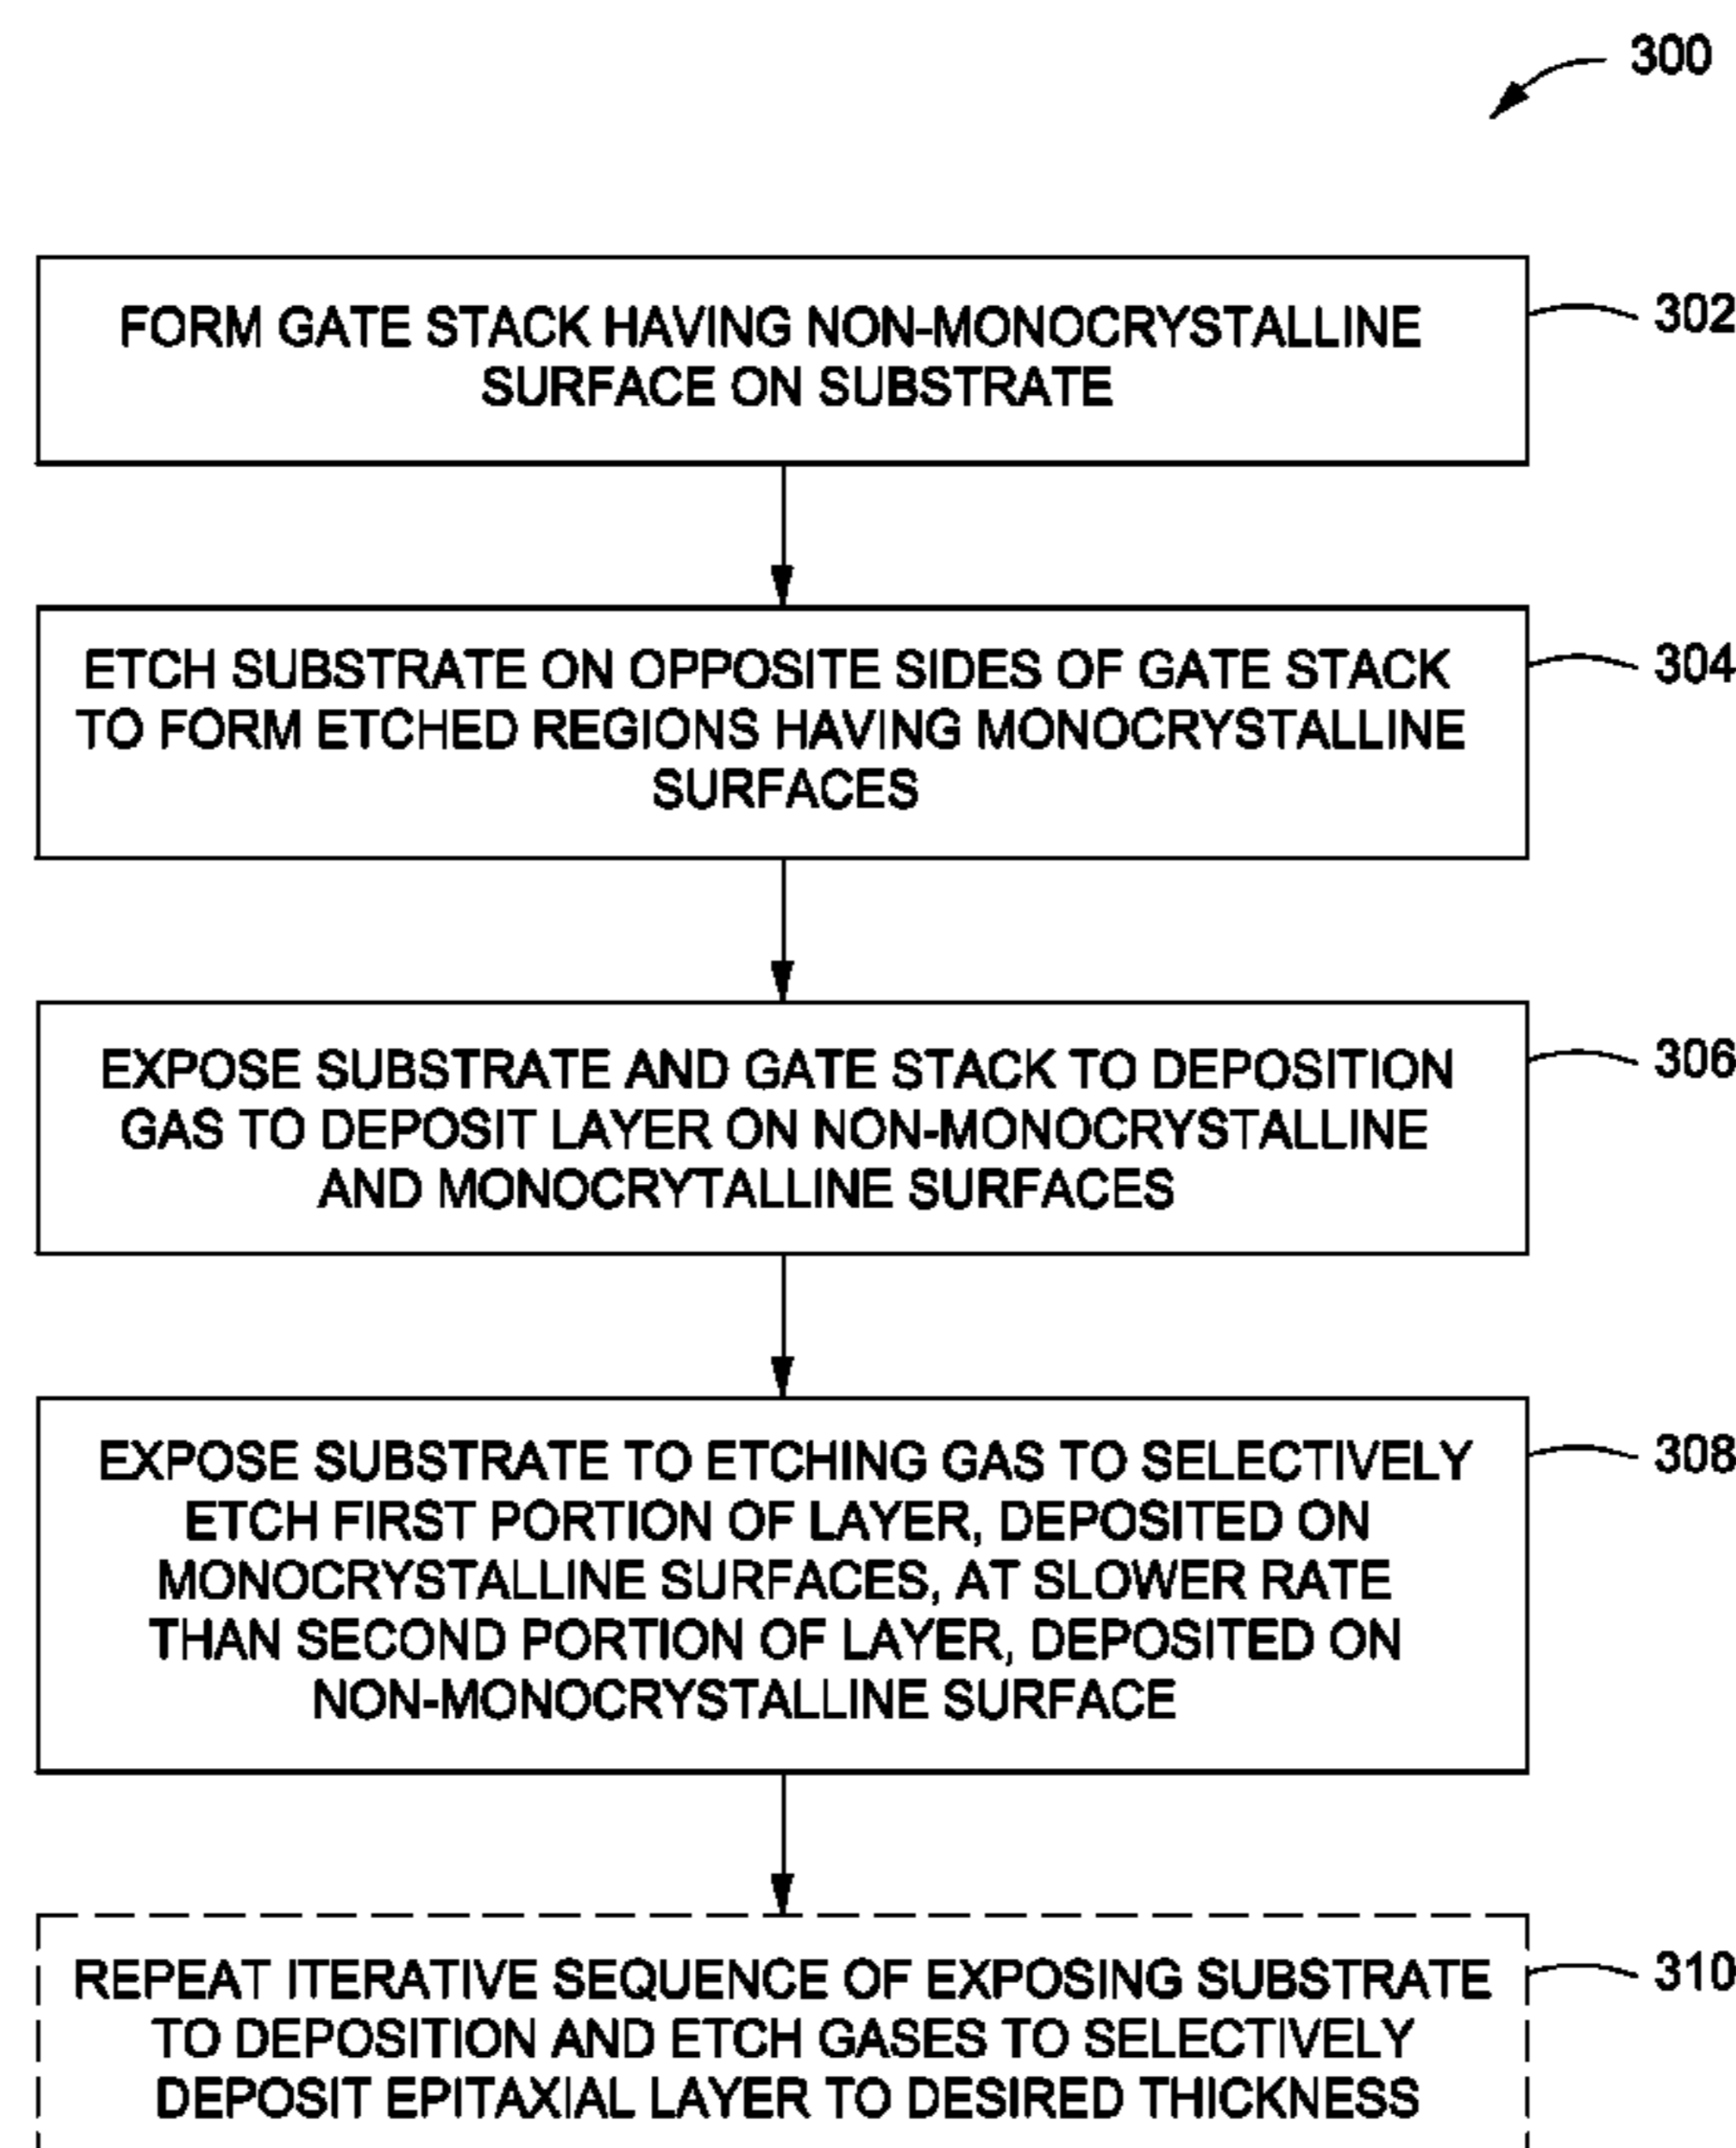 300
FORM GATE STACK HAVING NON-MONOCRYSTALLINE
SURFACE ON SUBSTRATE
302
ETCH SUBSTRATE ON OPPOSITE SIDES OF GATE STACK
TO FORM ETCHED REGIONS HAVING MONOCRYSTALLINE
SURFACES
304
EXPOSE SUBSTRATE AND GATE STACK TO DEPOSITION
GAS TO DEPOSIT LAYER ON NON-MONOCRYSTALLINE
AND MONOCRYTALLINE SURFACES
306
EXPOSE SUBSTRATE TO ETCHING GAS TO SELECTIVELY
ETCH FIRST PORTION OF LAYER, DEPOSITED ON
MONOCRYSTALLINE SURFACES, AT SLOWER RATE
THAN SECOND PORTION OF LAYER, DEPOSITED ON
NON-MONOCRYSTALLINE SURFACE
308
REPEAT ITERATIVE SEQUENCE OF EXPOSING SUBSTRATE
TO DEPOSITION AND ETCH GASES TO SELECTIVELY
DEPOSIT EPITAXIAL LAYER TO DESIRED THICKNESS
310